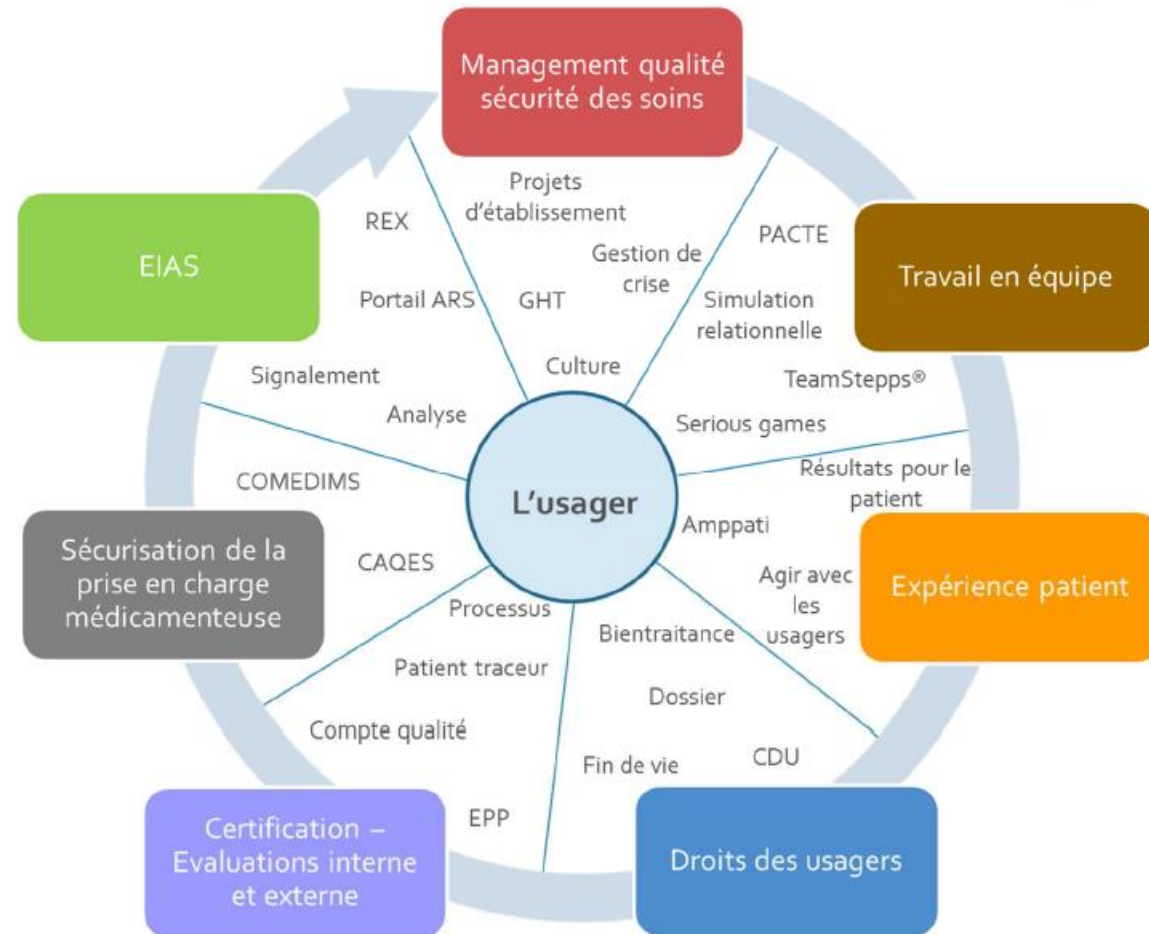 Management qualité
sécurité des soins
Projets
d'établissement
Gestion de
crise
GHT
Culture
PACTE
Simulation
relationnelle
TeamStepps®
Serious games
Travail en équipe
Résultats pour le
patient
Amppati
Agir avec
les
usagers
Expérience patient
Bientraitance
Dossier
CDU
Fin de vie
Droits des usagers
Processus
Patient traceur
Compte qualité
EPP
Certification –
Evaluations interne
et externe
COMEDIMS
CAQES
Sécurisation de la
prise en charge
médicamenteuse
REX
Portail ARS
Signalement
Analyse
EIAS
L'usager